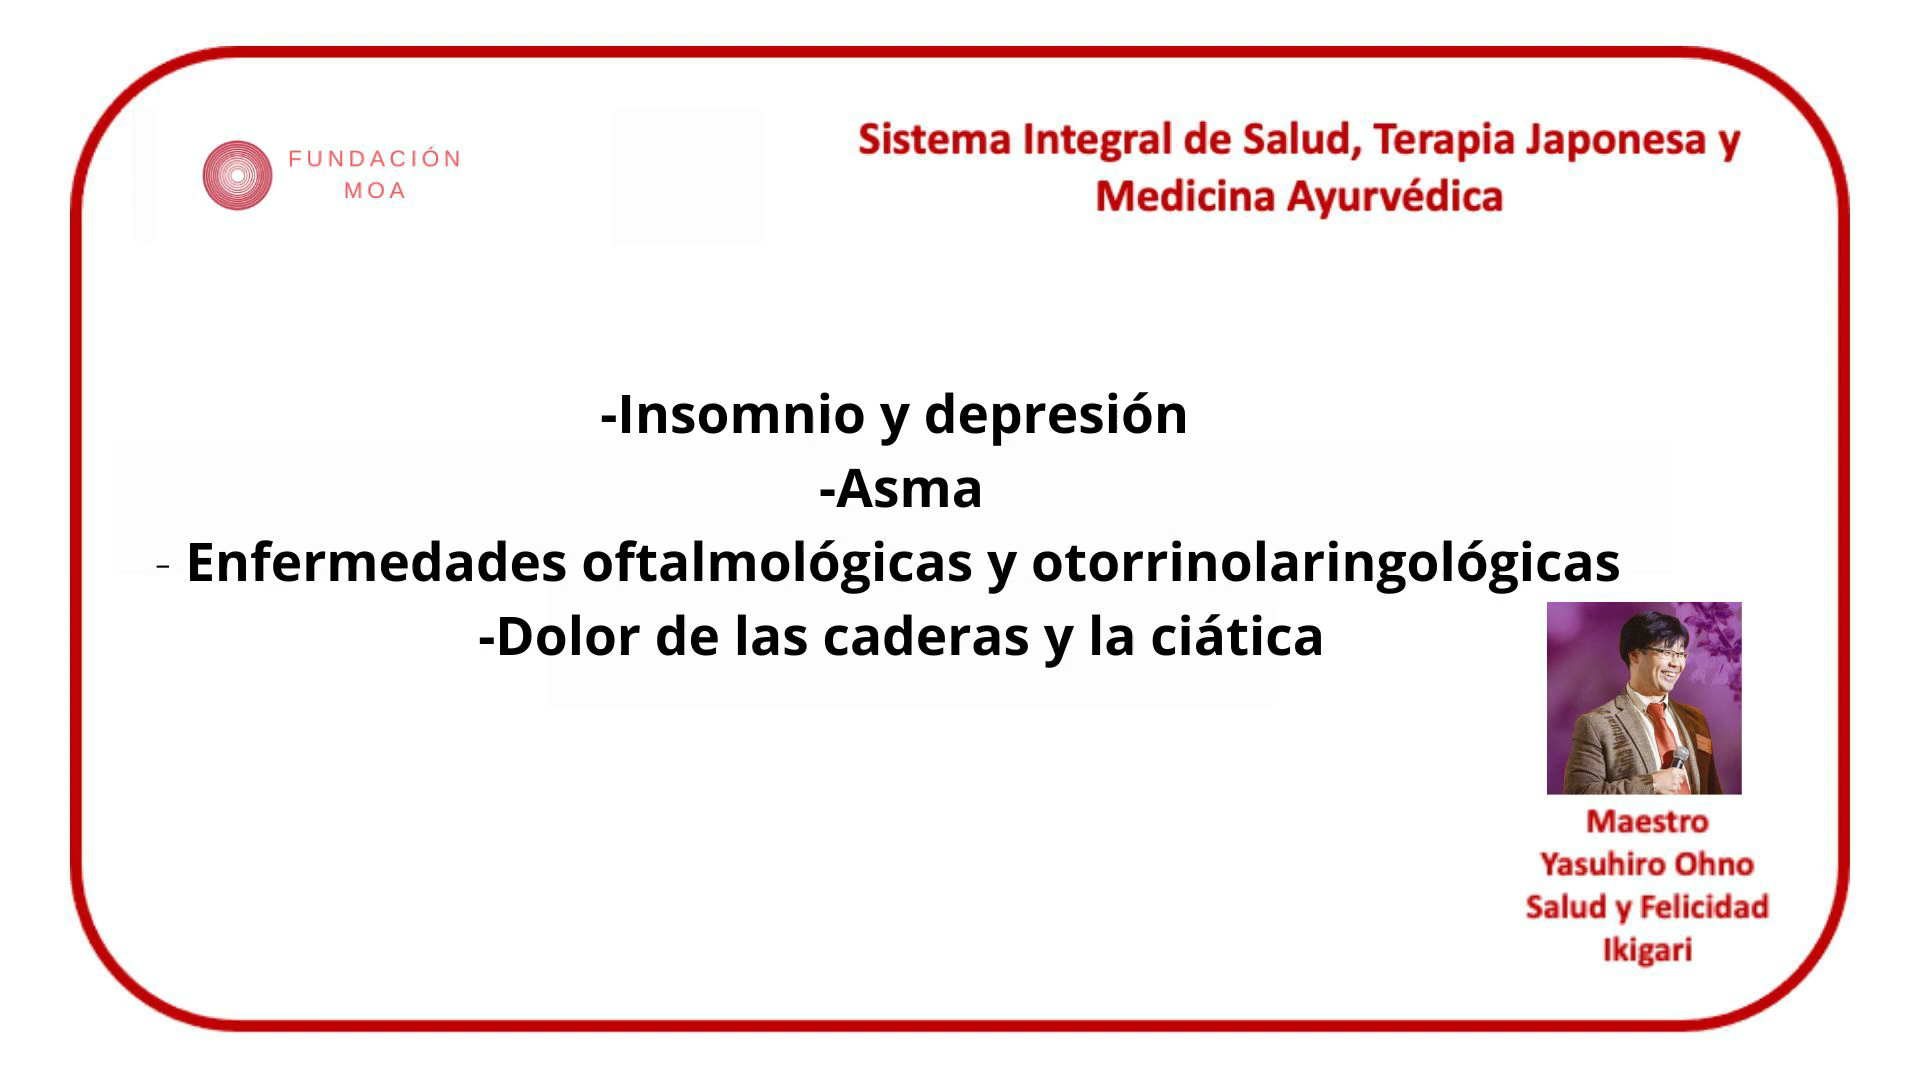 FUNDACIÓN
MOA
Sistema Integral de Salud, Terapia Japonesa y
Medicina Ayurvédica
-Insomnio y depresión
-Asma
- Enfermedades oftalmológicas y otorrinolaringológicas
-Dolor de las caderas y la ciática
Maestro
Yasuhiro Ohno
Salud y Felicidad
Ikigari